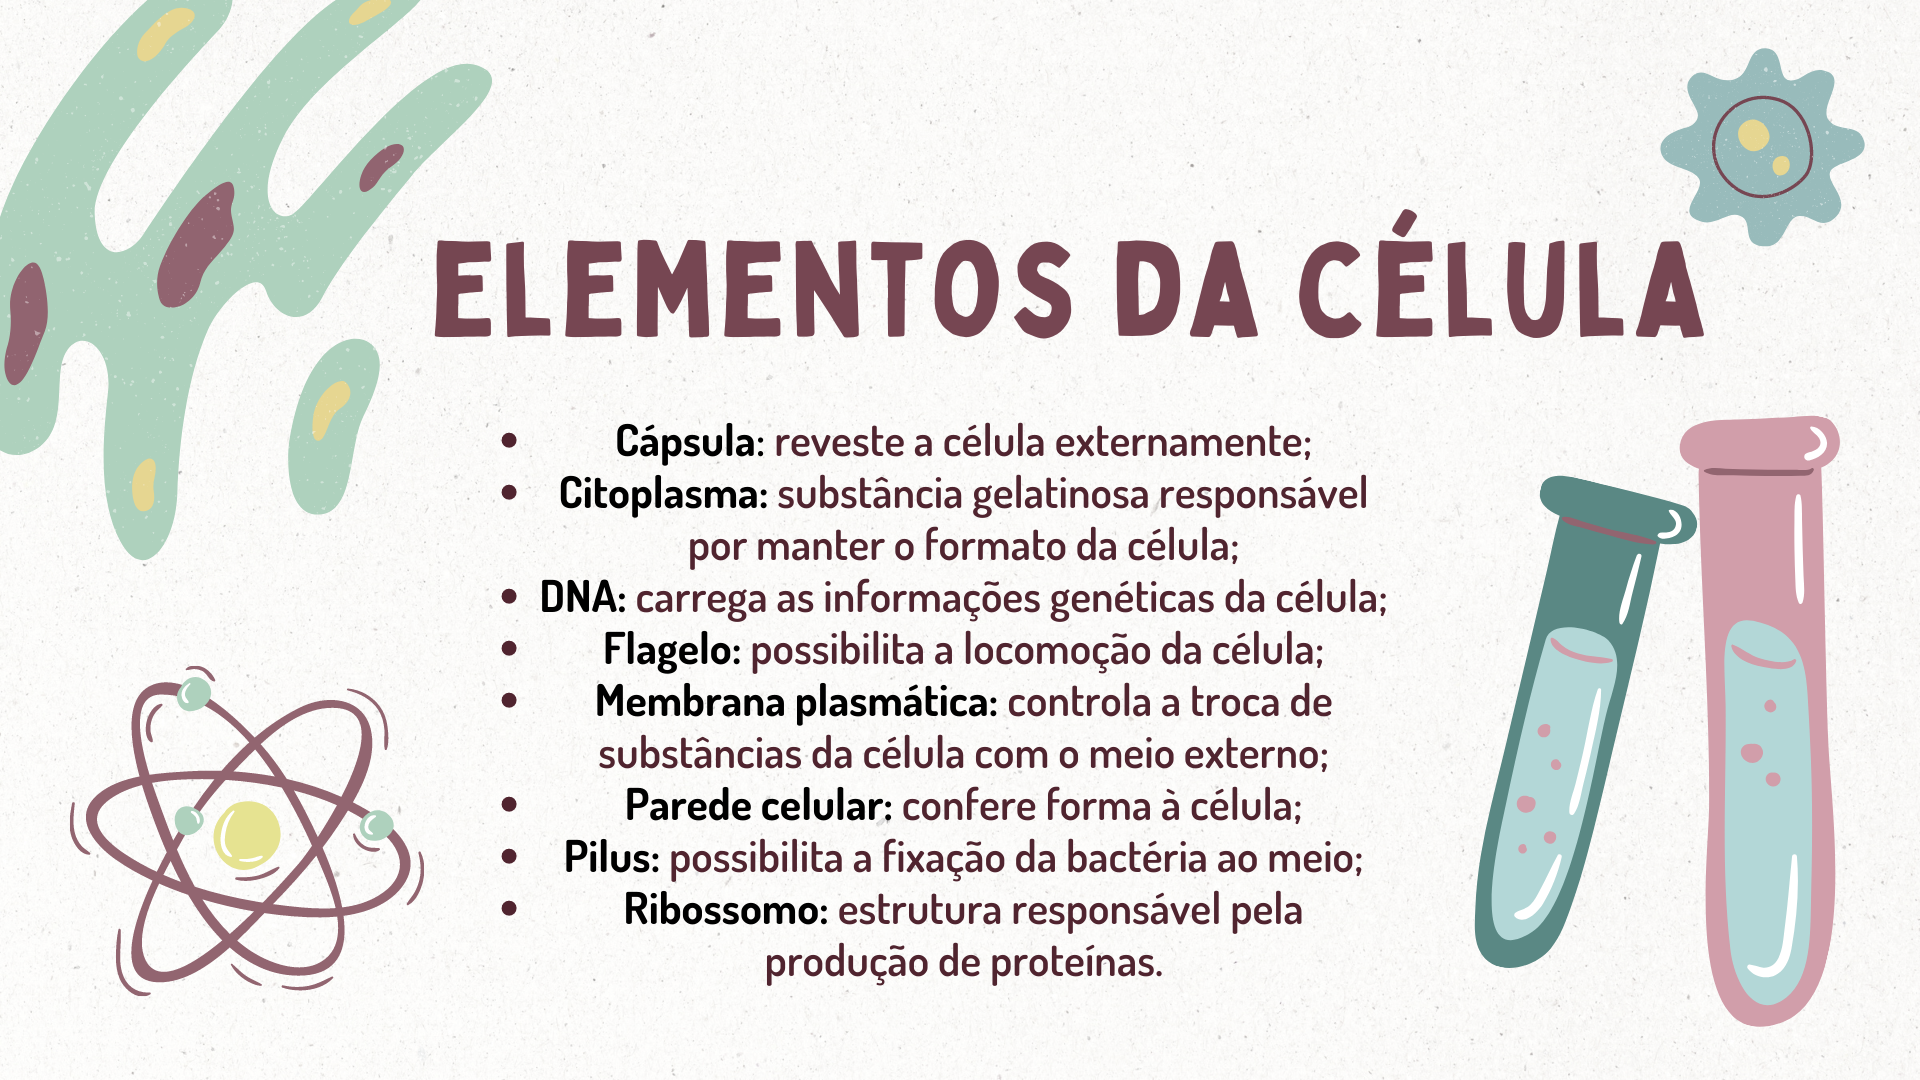 ELEMENTOS DA CÉLULA
• Cápsula: reveste a célula externamente;
• Citoplasma: substância gelatinosa responsável
por manter o formato da célula;
• DNA: carrega as informações genéticas da célula;
• Flagelo: possibilita a locomoção da célula;
• Membrana plasmática: controla a troca de
substâncias da célula com o meio externo;
• Parede celular: confere forma à célula;
• Pilus: possibilita a fixação da bactéria ao meio;
• Ribossomo: estrutura responsável pela
produção de proteínas.